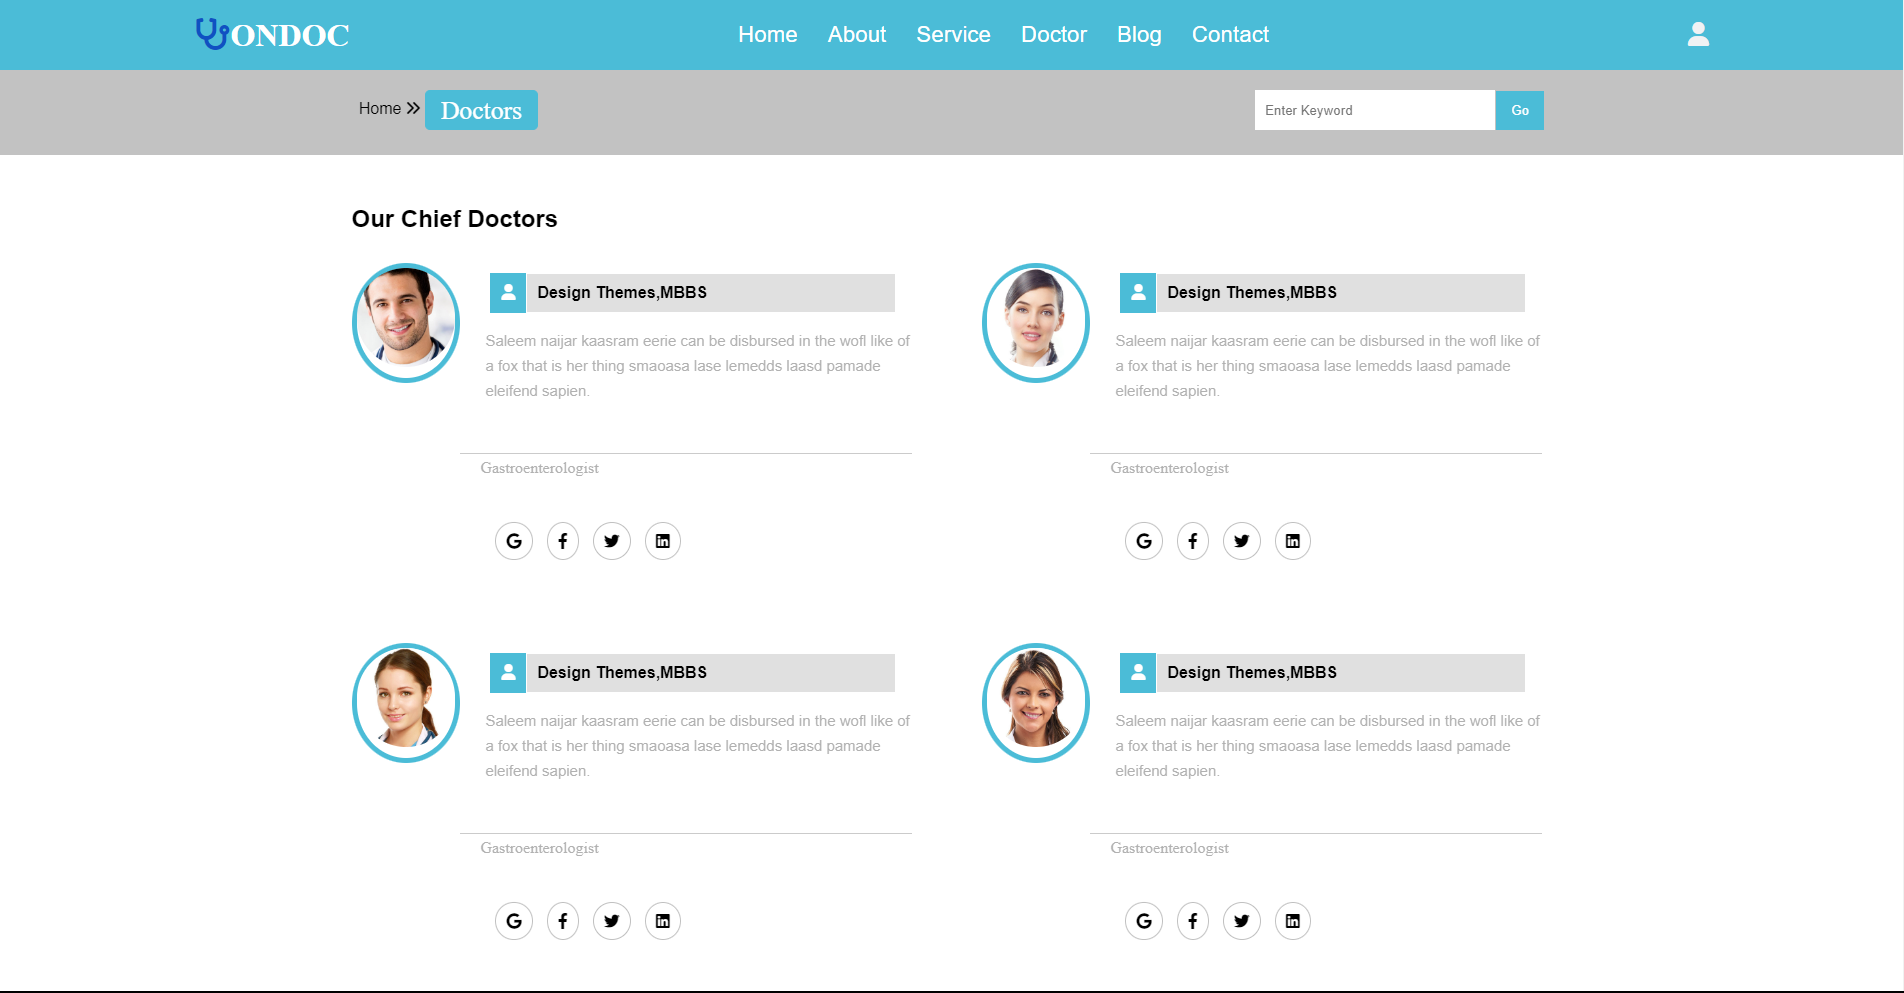 ONDOC
Home About Service Doctor Blog Contact
Home Doctors
Enter Keyword Go
Our Chief Doctors
Design Themes,MBBS
Saleem naijar kaasram eerie can be disbursed in the wofl like of
a fox that is her thing smaoasa lase lemedds laasd pamade
eleifend sapien.
Gastroenterologist
Design Themes,MBBS
Saleem naijar kaasram eerie can be disbursed in the wofl like of
a fox that is her thing smaoasa lase lemedds laasd pamade
eleifend sapien.
Gastroenterologist
Design Themes,MBBS
Saleem naijar kaasram eerie can be disbursed in the wofl like of
a fox that is her thing smaoasa lase lemedds laasd pamade
eleifend sapien.
Gastroenterologist
Design Themes,MBBS
Saleem naijar kaasram eerie can be disbursed in the wofl like of
a fox that is her thing smaoasa lase lemedds laasd pamade
eleifend sapien.
Gastroenterologist